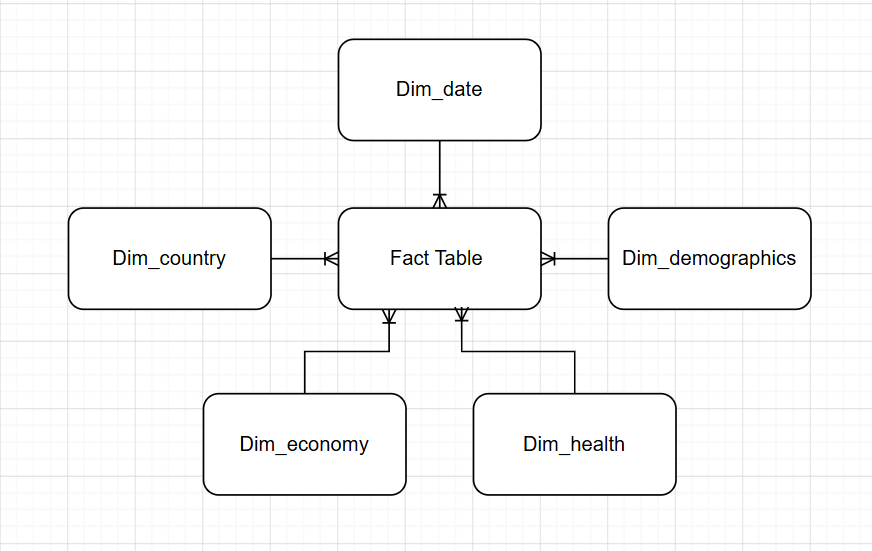 Dim_date
Dim_country
Fact Table
Dim_demographics
Dim_economy
Dim_health